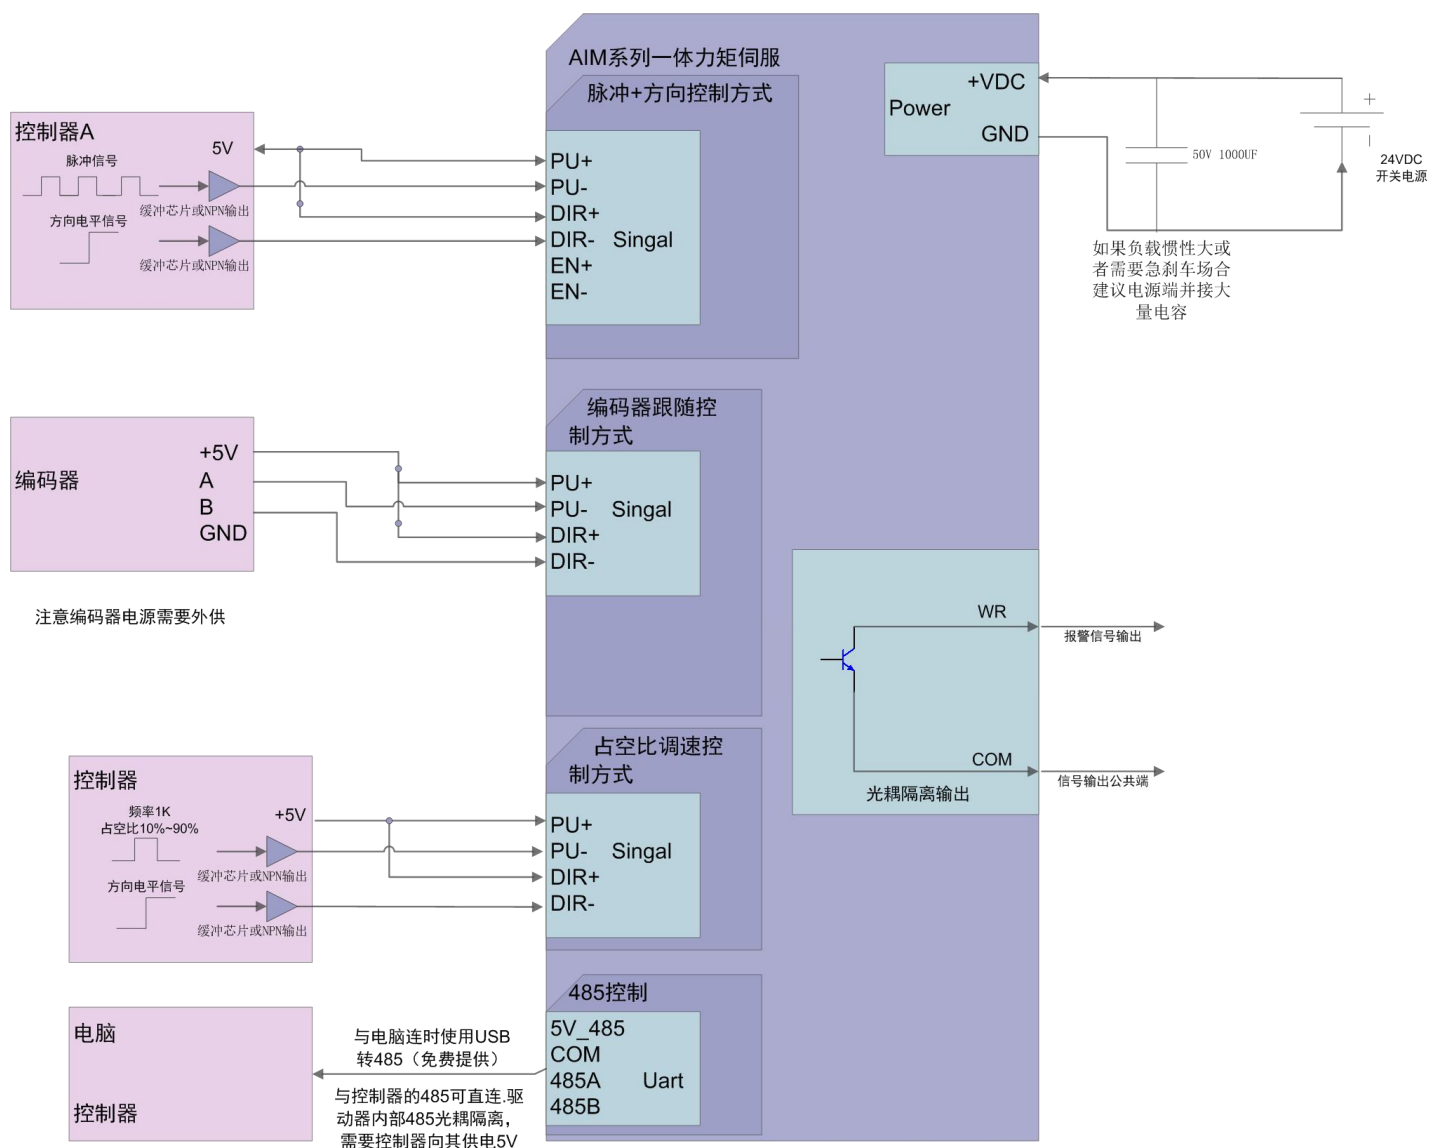 AIM系列一体力矩伺服
脉冲+方向控制方式
控制器A
脉冲信号
5V
缓冲芯片或NPN输出
方向电平信号
缓冲芯片或NPN输出
PU+
PU-
DIR+
DIR- Singal
EN+
EN-
+VDC
Power
GND
+
—
50V 1000UF
24VDC
开关电源
如果负载惯性大或
者需要急刹车场合
建议电源端并接大
量电容
编码器跟随控
制方式
编码器
+5V
A
B
GND
PU+
PU- Singal
DIR+
DIR-
注意编码器电源需要外供
WR
报警信号输出
COM
信号输出公共端
光耦隔离输出
占空比调速控
制方式
控制器
频率1K
占空比10%~90%
+5V
缓冲芯片或NPN输出
方向电平信号
缓冲芯片或NPN输出
PU+
PU- Singal
DIR+
DIR-
485控制
电脑
控制器
与电脑连时使用USB
转485（免费提供）
与控制器的485可直连.驱
动器内部485光耦隔离，
需要控制器向其供电5V
5V_485
COM
485A Uart
485B